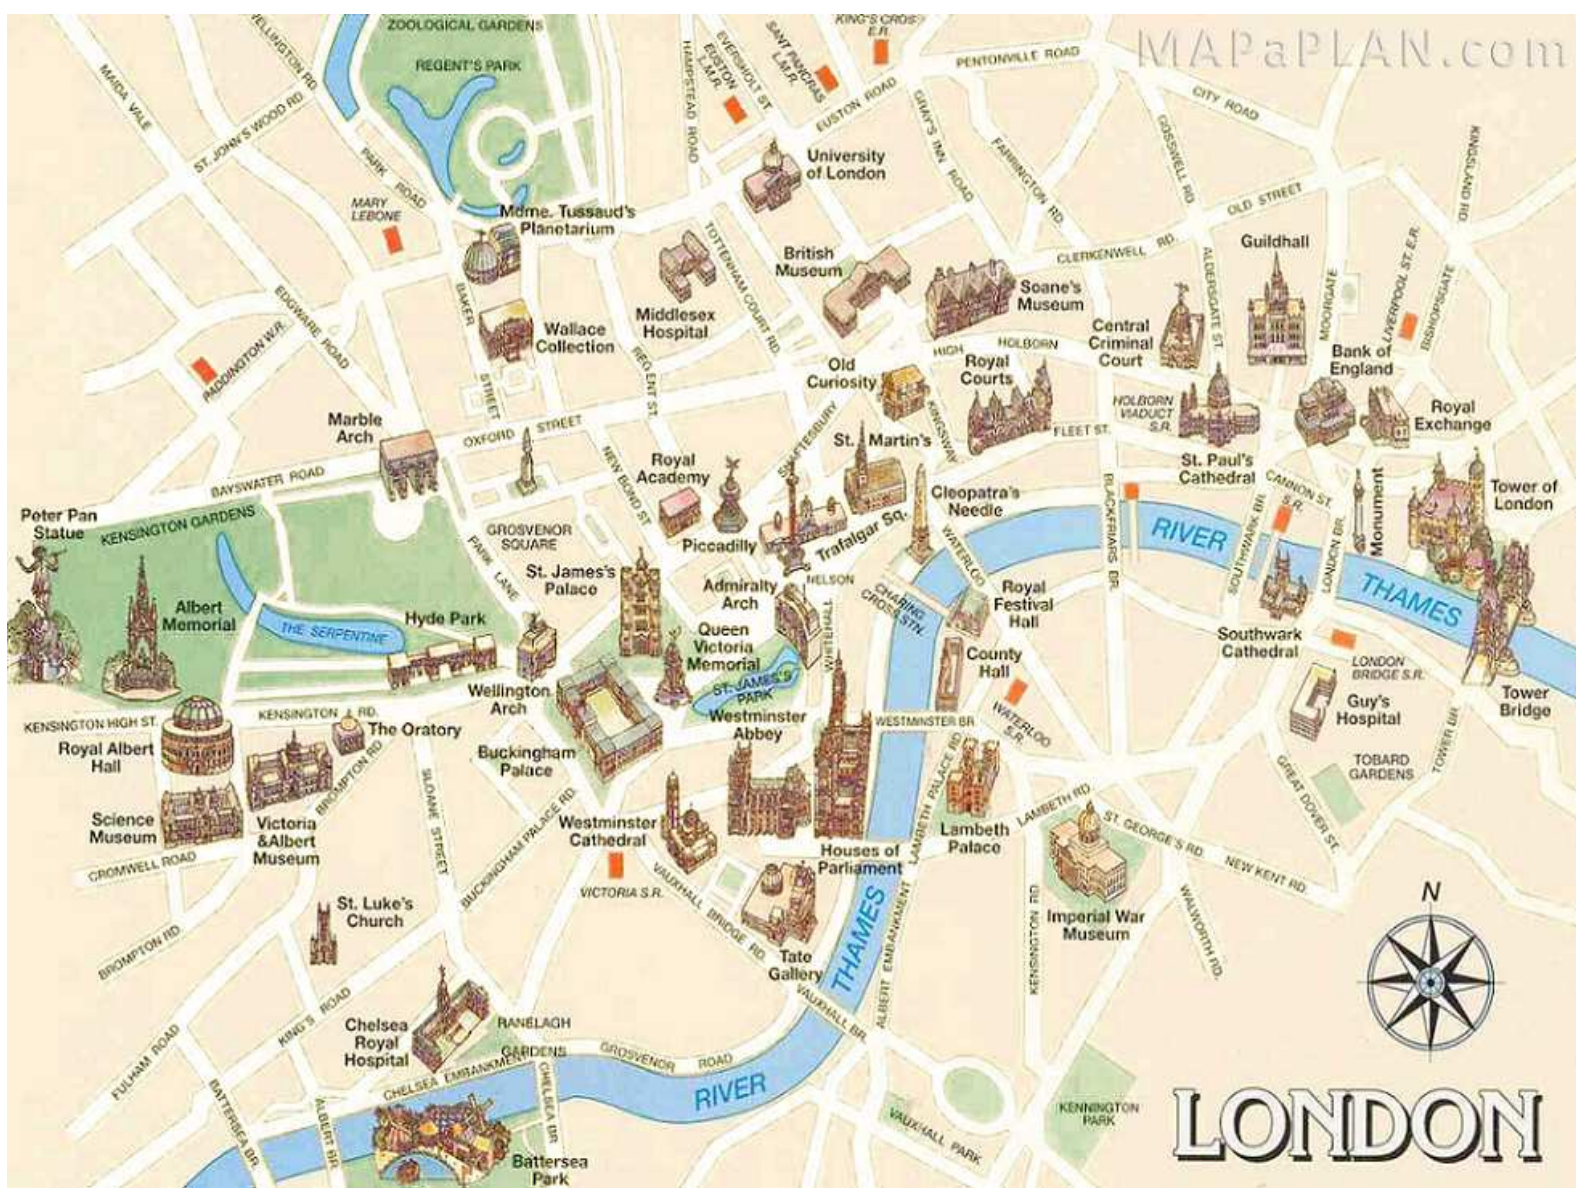 ZOOLOGICAL GARDENS
REGENT'S PARK
WELLINGTON RD
MAIDA VALE
ST. JOHN'S WOOD RD
PARK ROAD
HAMPSTEAD ROAD
EVERSHOLT ST
EUSTON
L.M.R.
SANT PANCRAS
L.M.R.
KING'S CROS
E.R.
EUSTON ROAD
PENTONVILLE ROAD
MAPaPLAN.com
CITY ROAD
GRAY'S INN ROAD
FARRINGTON RD.
GOSSWELL RD
OLD STREET
KINGSLAND RD.
University
of London
MARY
LEBONE
Mdme. Tussaud's
Planetarium
TOTTENHAM COURT RD.
British
Museum
CLERKENWELL RD.
Guildhall
ALDERSGATE ST
MOORGATE
LIVERPOOL ST. E.R.
BISHOPSGATE
Soane's
Museum
EDGWARE ROAD
BAKER STREET
Middlesex
Hospital
Wallace
Collection
PADDINGTON W.R.
REGENT ST.
Central
Criminal
Court
HIGH HOLBORN
Old
Curiosity
Royal
Courts
Bank of
England
HOLBORN
VIADUCT
S.R.
Royal
Exchange
Marble
Arch
OXFORD STREET
SHAFTESBURY
KINGSWAY
FLEET ST.
St. Martin's
BAYSWATER ROAD
NEW BOND ST
Royal
Academy
St. Paul's
Cathedral
CANNON ST.
S.R.
Monument
Tower of
London
Peter Pan
Statue
KENSINGTON GARDENS
PARK LANE
GROSVENOR
SQUARE
Piccadilly
Trafalgar Sq.
Cleopatra's
Needle
WATERLOO
BLACKFRIARS BR.
RIVER
SOUTHWARK BR.
LONDON BR.
THAMES
St. James's
Palace
Admiralty
Arch
NELSON
CHARING
CROSS STN.
Royal
Festival
Hall
Albert
Memorial
THE SERPENTINE
Hyde Park
Queen
Victoria
Memorial
WHITEHALL
ST. JAMES'S
PARK
County
Hall
Southwark
Cathedral
LONDON
BRIDGE S.R.
Wellington
Arch
Westminster
Abbey
WESTMINSTER BR
WATERLOO
S.R.
Guy's
Hospital
Tower
Bridge
KENSINGTON HIGH ST.
KENSINGTON RD.
The Oratory
Royal Albert
Hall
BROMPTON RD
Buckingham
Palace
TOBARD
GARDENS
TOWER BR.
GREAT DOVER ST.
SLOANE STREET
BUCKINGHAM PALACE RD.
LAMBETH PALACE RD
LAMBETH RD.
ST. GEORGE'S RD.
NEW KENT RD.
Science
Museum
Victoria
&Albert
Museum
Westminster
Cathedral
Houses of
Parliament
Lambeth
Palace
CROMWELL ROAD
VICTORIA S.R.
VAUXHALL BRIDGE RD.
WALWORTH RD.
N
St. Luke's
Church
Imperial War
Museum
BROMPTON RD.
Tate
Gallery
THAMES
ALBERT EMBANKMENT
KENSINGTON RD
VAUXHALL BR.
KING'S ROAD
Chelsea
Royal
Hospital
RANELAGH
GARDENS
FULHAM ROAD
CHELSEA EMBANKMENT
GROSVENOR ROAD
RIVER
CHELSEA BR
BATTERSEA BR.
ALBERT BR.
Battersea
Park
VAUXHALL PARK
KENNINGTON
PARK
LONDON